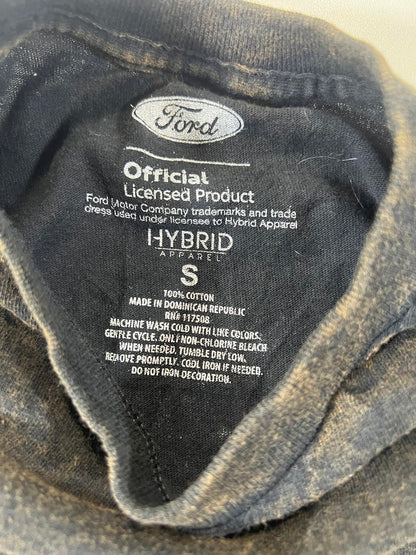 Ford
Official
Licensed Product
Ford Motor Company trademarks and trade
dress used under licenses to Hybrid Apparel
HYBRID
APPAREL
S
100% COTTON
MADE IN DOMINICAN REPUBLIC
RN# 117508
MACHINE WASH COLD WITH LIKE COLORS.
GENTLE CYCLE. ONLY NON-CHLORINE BLEACH
WHEN NEEDED. TUMBLE DRY LOW.
REMOVE PROMPTLY. COOL IRON IF NEEDED.
DO NOT IRON DECORATION.